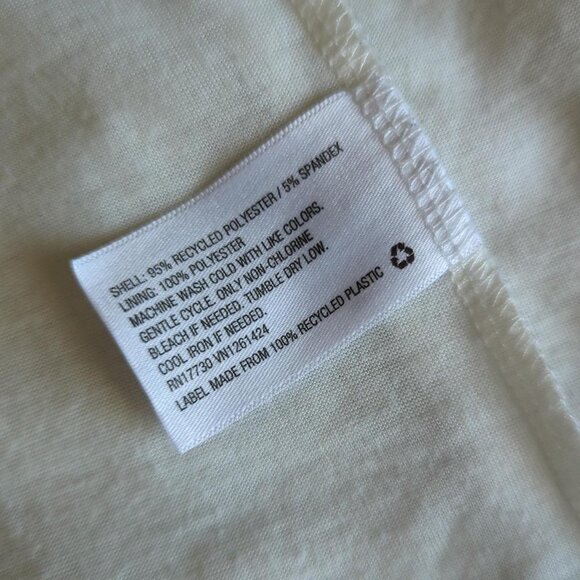 SHELL: 95% RECYCLED POLYESTER / 5% SPANDEX
LINING: 100% POLYESTER
MACHINE WASH COLD WITH LIKE COLORS.
GENTLE CYCLE. ONLY NON-CHLORINE
BLEACH IF NEEDED. TUMBLE DRY LOW.
COOL IRON IF NEEDED.
RN17730 VN1261424
LABEL MADE FROM 100% RECYCLED PLASTIC